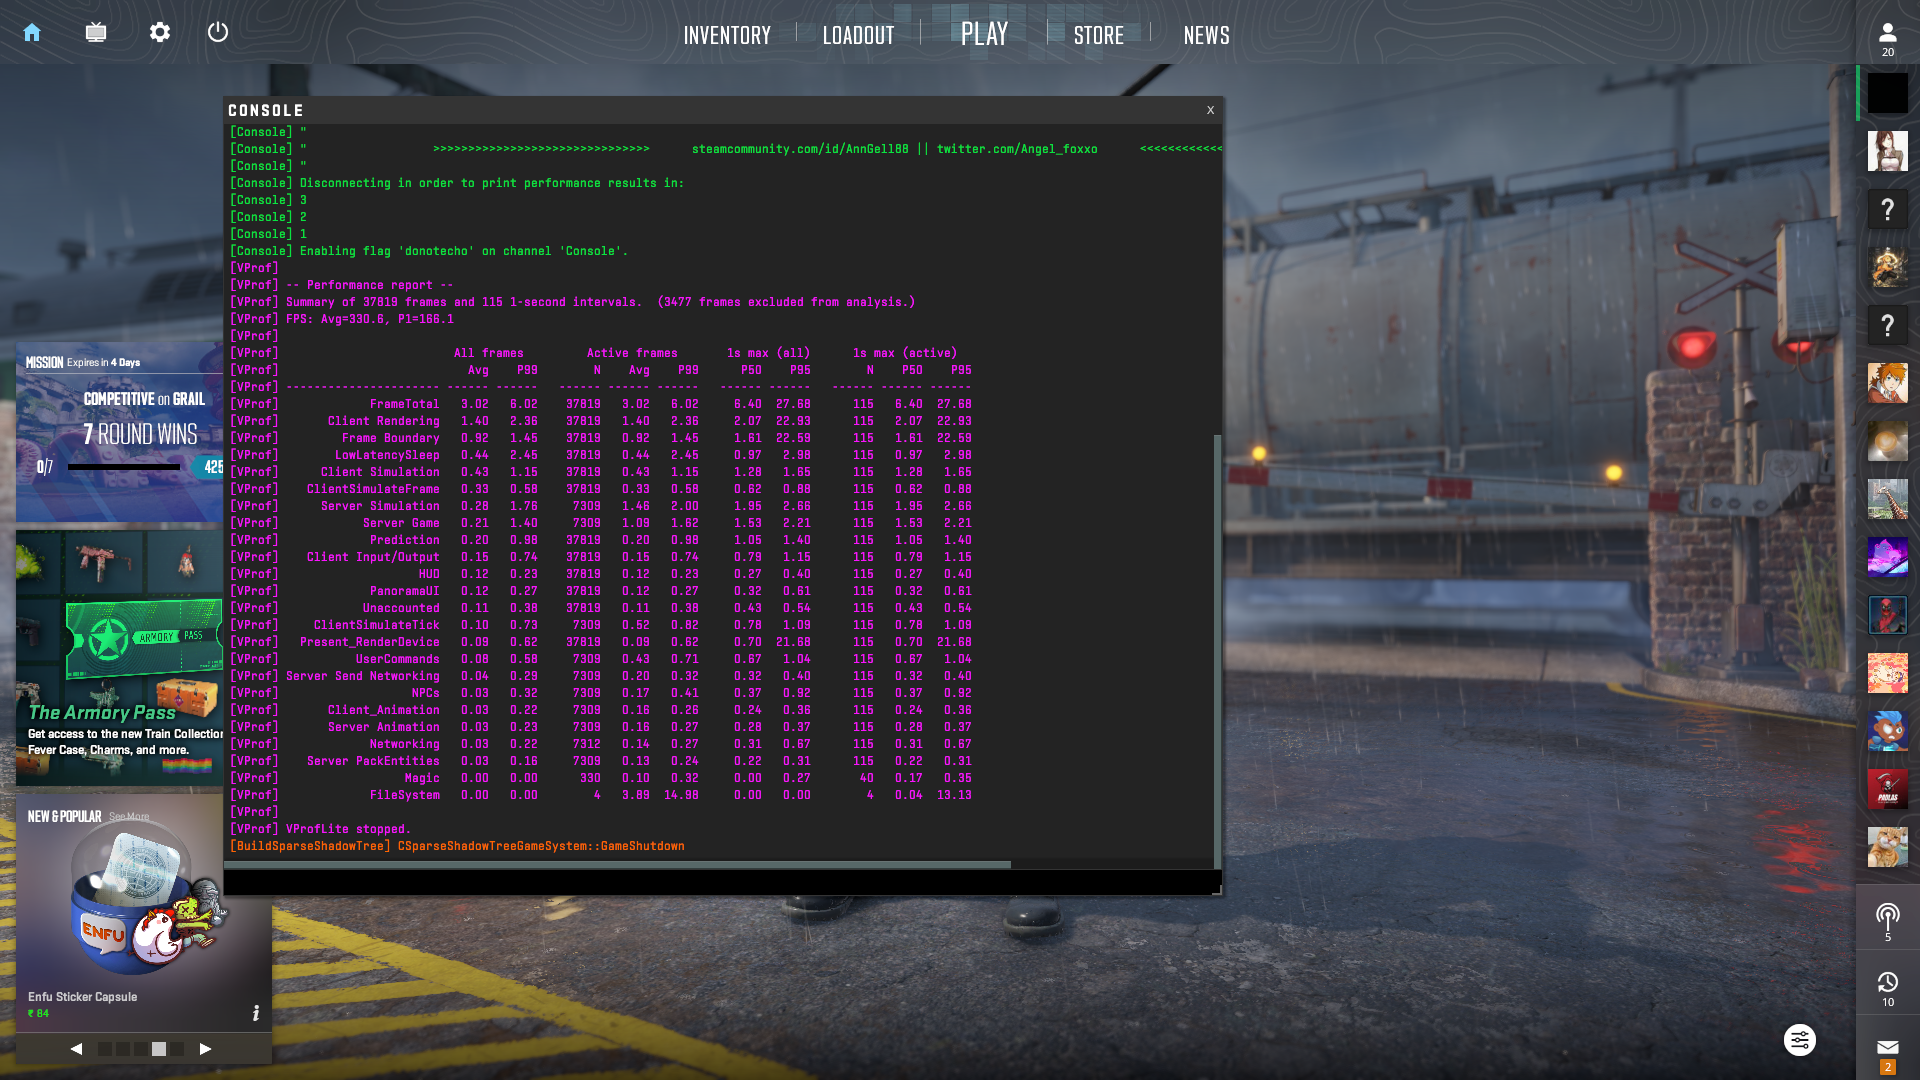 INVENTORY
LOADOUT
PLAY
STORE
NEWS
20
CONSOLE
X
[Console] "
[Console] " >>>>>>>>>>>>>>>>>>>>>>>>>>>>>>> steamcommunity.com/id/AnnGell88 || twitter.com/Angel_foxxo <<<<<<<<<<<<
[Console] "
[Console] Disconnecting in order to print performance results in:
[Console] 3
[Console] 2
[Console] 1
[Console] Enabling flag 'donotecho' on channel 'Console'.
[VProf]
[VProf] -- Performance report --
[VProf] Summary of 37819 frames and 115 1-second intervals. (3477 frames excluded from analysis.)
[VProf] FPS: Avg=330.6, P1=166.1
[VProf]
[VProf] All frames Active frames 1s max (all) 1s max (active)
[VProf] Avg P99 N Avg P99 P50 P95 N P50 P95
[VProf] ---------------------- ------ ------ ------ ------ ------ ------ ------ ------ ------ ------
[VProf] FrameTotal 3.02 6.02 37819 3.02 6.02 6.40 27.68 115 6.40 27.68
[VProf] Client Rendering 1.40 2.36 37819 1.40 2.36 2.07 22.93 115 2.07 22.93
[VProf] Frame Boundary 0.92 1.45 37819 0.92 1.45 1.61 22.59 115 1.61 22.59
[VProf] LowLatencySleep 0.44 2.45 37819 0.44 2.45 0.97 2.98 115 0.97 2.98
[VProf] Client Simulation 0.43 1.15 37819 0.43 1.15 1.28 1.65 115 1.28 1.65
[VProf] ClientSimulateFrame 0.33 0.58 37819 0.33 0.58 0.62 0.88 115 0.62 0.88
[VProf] Server Simulation 0.28 1.76 7309 1.46 2.00 1.95 2.66 115 1.95 2.66
[VProf] Server Game 0.21 1.40 7309 1.09 1.62 1.53 2.21 115 1.53 2.21
[VProf] Prediction 0.20 0.98 37819 0.20 0.98 1.05 1.40 115 1.05 1.40
[VProf] Client Input/Output 0.15 0.74 37819 0.15 0.74 0.79 1.15 115 0.79 1.15
[VProf] HUD 0.12 0.23 37819 0.12 0.23 0.27 0.40 115 0.27 0.40
[VProf] PanoramaUI 0.12 0.27 37819 0.12 0.27 0.32 0.61 115 0.32 0.61
[VProf] Unaccounted 0.11 0.38 37819 0.11 0.38 0.43 0.54 115 0.43 0.54
[VProf] ClientSimulateTick 0.10 0.73 7309 0.52 0.82 0.78 1.09 115 0.78 1.09
[VProf] Present_RenderDevice 0.09 0.62 37819 0.09 0.62 0.70 21.68 115 0.70 21.68
[VProf] UserCommands 0.08 0.58 7309 0.43 0.71 0.67 1.04 115 0.67 1.04
[VProf] Server Send Networking 0.04 0.29 7309 0.20 0.32 0.32 0.40 115 0.32 0.40
[VProf] NPCs 0.03 0.32 7309 0.17 0.41 0.37 0.92 115 0.37 0.92
[VProf] Client_Animation 0.03 0.22 7309 0.16 0.26 0.24 0.36 115 0.24 0.36
[VProf] Server Animation 0.03 0.23 7309 0.16 0.27 0.28 0.37 115 0.28 0.37
[VProf] Networking 0.03 0.22 7312 0.14 0.27 0.31 0.67 115 0.31 0.67
[VProf] Server PackEntities 0.03 0.16 7309 0.13 0.24 0.22 0.31 115 0.22 0.31
[VProf] Magic 0.00 0.00 330 0.10 0.32 0.00 0.27 40 0.17 0.35
[VProf] FileSystem 0.00 0.00 4 3.89 14.98 0.00 0.00 4 0.04 13.13
[VProf]
[VProf] VProfLite stopped.
[BuildSparseShadowTree] CSparseShadowTreeGameSystem::GameShutdown
MISSION Expires in 4 Days
COMPETITIVE on GRAIL
7 ROUND WINS
0/7
425
ARMORY PASS
The Armory Pass
Get access to the new Train Collection
Fever Case, Charms, and more.
NEW & POPULAR See More
ENFU
Enfu Sticker Capsule
₹ 84
i
?
?
5
10
2